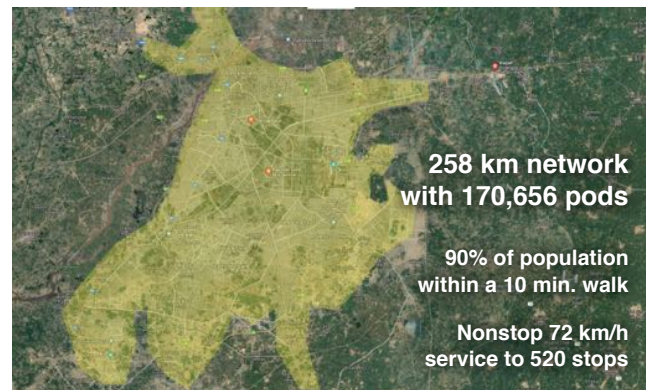 258 km network
with 170,656 pods
90% of population
within a 10 min. walk
Nonstop 72 km/h
service to 520 stops